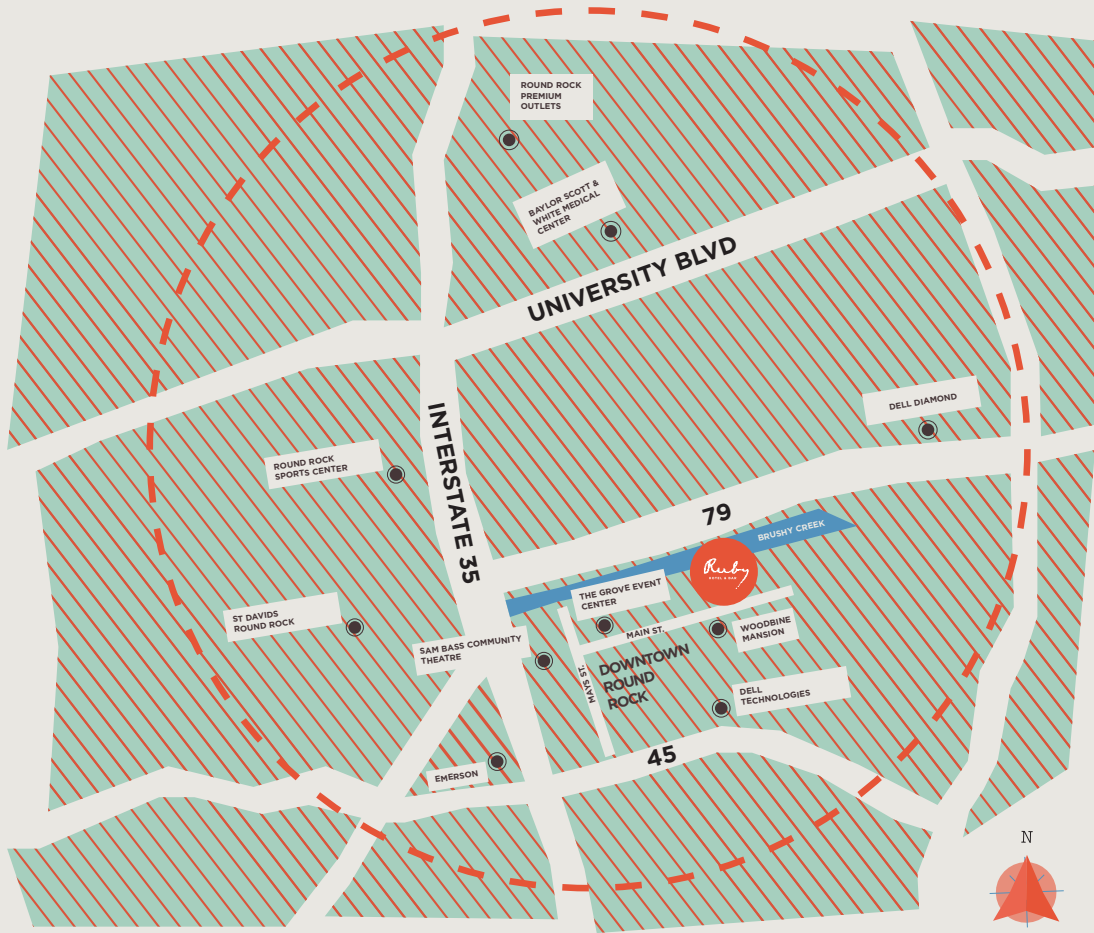 ROUND ROCK
PREMIUM
OUTLETS
BAYLOR SCOTT &
WHITE MEDICAL
CENTER
UNIVERSITY BLVD
INTERSTATE 35
DELL DIAMOND
ROUND ROCK
SPORTS CENTER
79
BRUSHY CREEK
Ruby
HOTEL & BAR
THE GROVE EVENT
CENTER
ST DAVIDS
ROUND ROCK
MAIN ST.
WOODBINE
MANSION
SAM BASS COMMUNITY
THEATRE
MAYS ST.
DOWNTOWN
ROUND
ROCK
DELL
TECHNOLOGIES
45
EMERSON
N